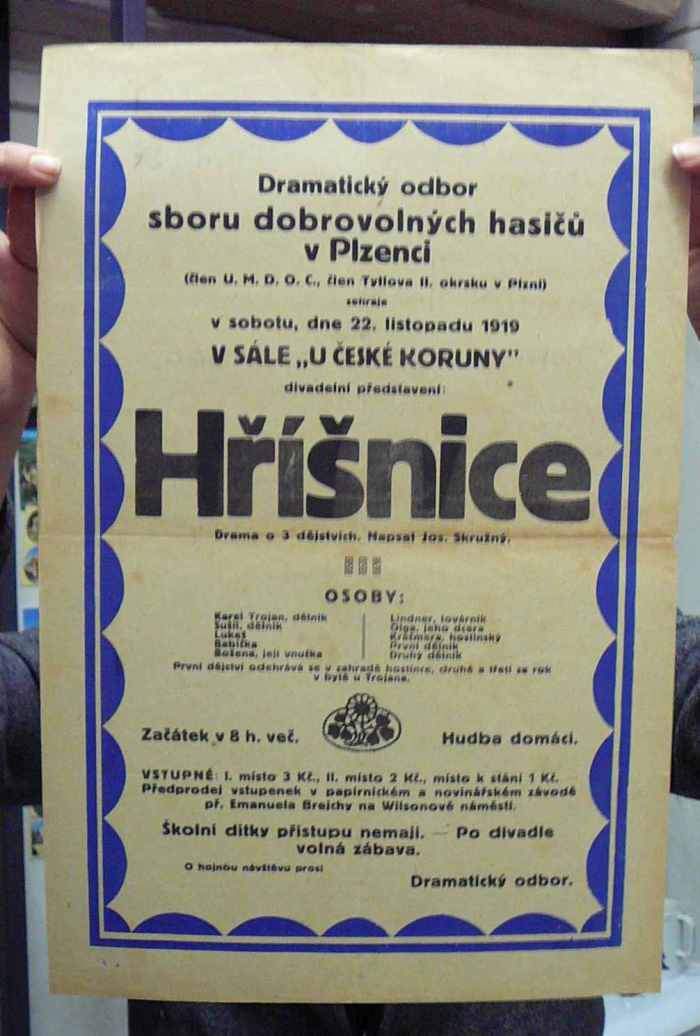 Dramatický odbor
sboru dobrovolných hasičů
v Plzenci
(člen U. M. D. O. C., člen Tyllova II. okrsku v Plzni)
sehraje
v sobotu, dne 22. listopadu 1919
V SÁLE „U ČESKÉ KORUNY”
divadelní představení:
Hříšnice
Drama o 3 dějstvích. Napsal Jos. Skružný.
OSOBY:
Karel Trojan, dělník
Sušil, dělník
Lukeš
Babička
Božena, její vnučka
Lindner, továrník
Olga, jeho dcera
Kratmera, hostinský
První dělník
Druhý dělník
První dějství odehrává se v zahradě hostince, druhé a třetí za rok
v bytě u Trojana.
Začátek v 8 h. več.
Hudba domácí.
VSTUPNÉ: I. místo 3 Kč., II. místo 2 Kč., místo k stání 1 Kč.
Předprodej vstupenek v papírnickém a novinářském závodě
př. Emanuela Brejchy na Wilsonově náměstí.
Školní dítky přístupu nemají. — Po divadle
volná zábava.
O hojnou návštěvu prosí
Dramatický odbor.